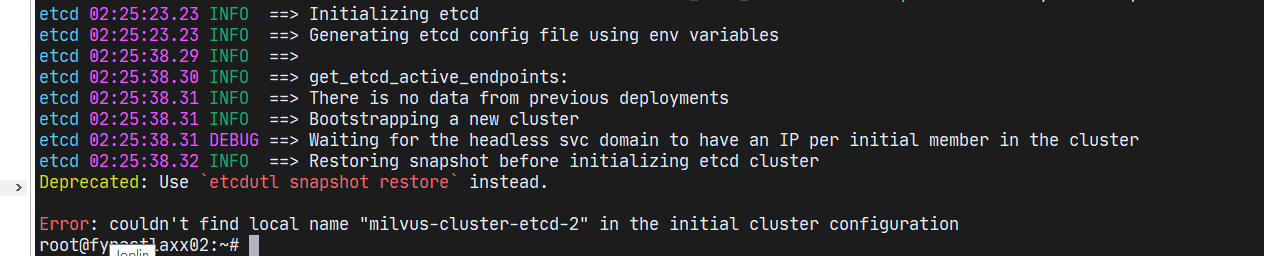 etcd 02:25:23.23 INFO  ==> Initializing etcd
etcd 02:25:23.23 INFO  ==> Generating etcd config file using env variables
etcd 02:25:38.29 INFO  ==>
etcd 02:25:38.30 INFO  ==> get_etcd_active_endpoints:
etcd 02:25:38.31 INFO  ==> There is no data from previous deployments
etcd 02:25:38.31 INFO  ==> Bootstrapping a new cluster
etcd 02:25:38.31 DEBUG ==> Waiting for the headless svc domain to have an IP per initial member in the cluster
etcd 02:25:38.32 INFO  ==> Restoring snapshot before initializing etcd cluster
Deprecated: Use `etcdutl snapshot restore` instead.
Error: couldn't find local name "milvus-cluster-etcd-2" in the initial cluster configuration